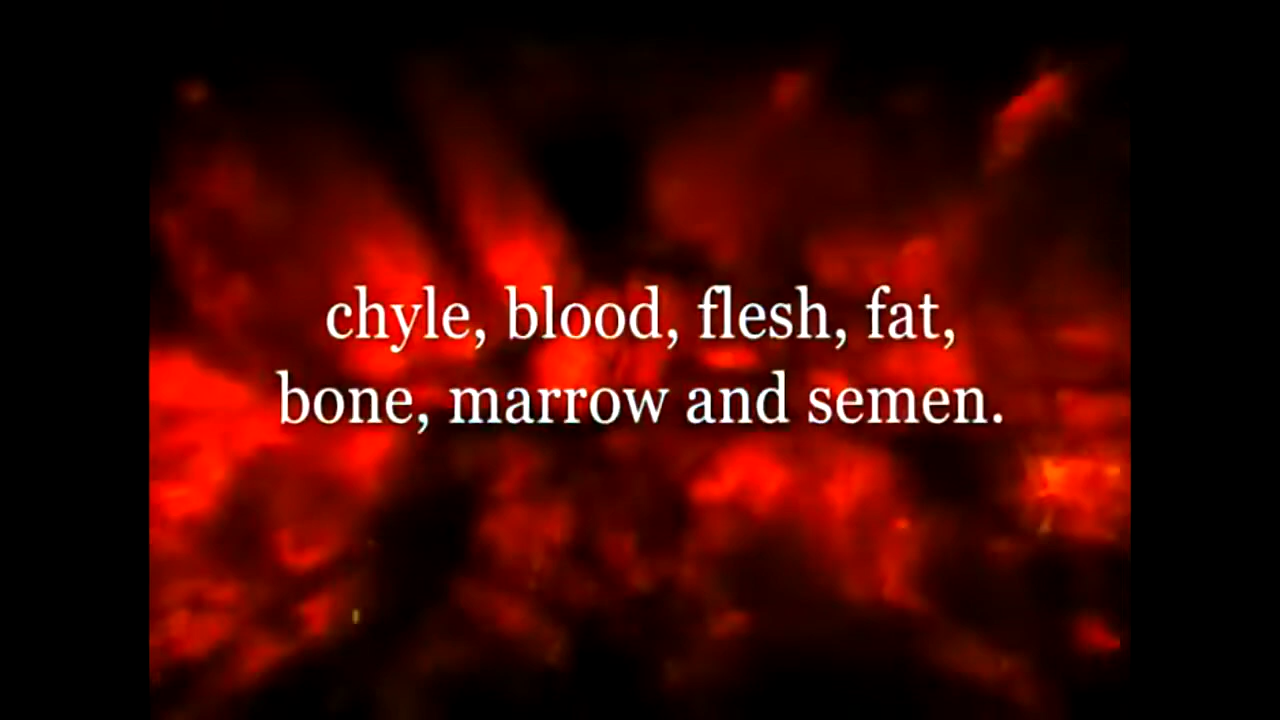 chyle, blood, flesh, fat,
bone, marrow and semen.